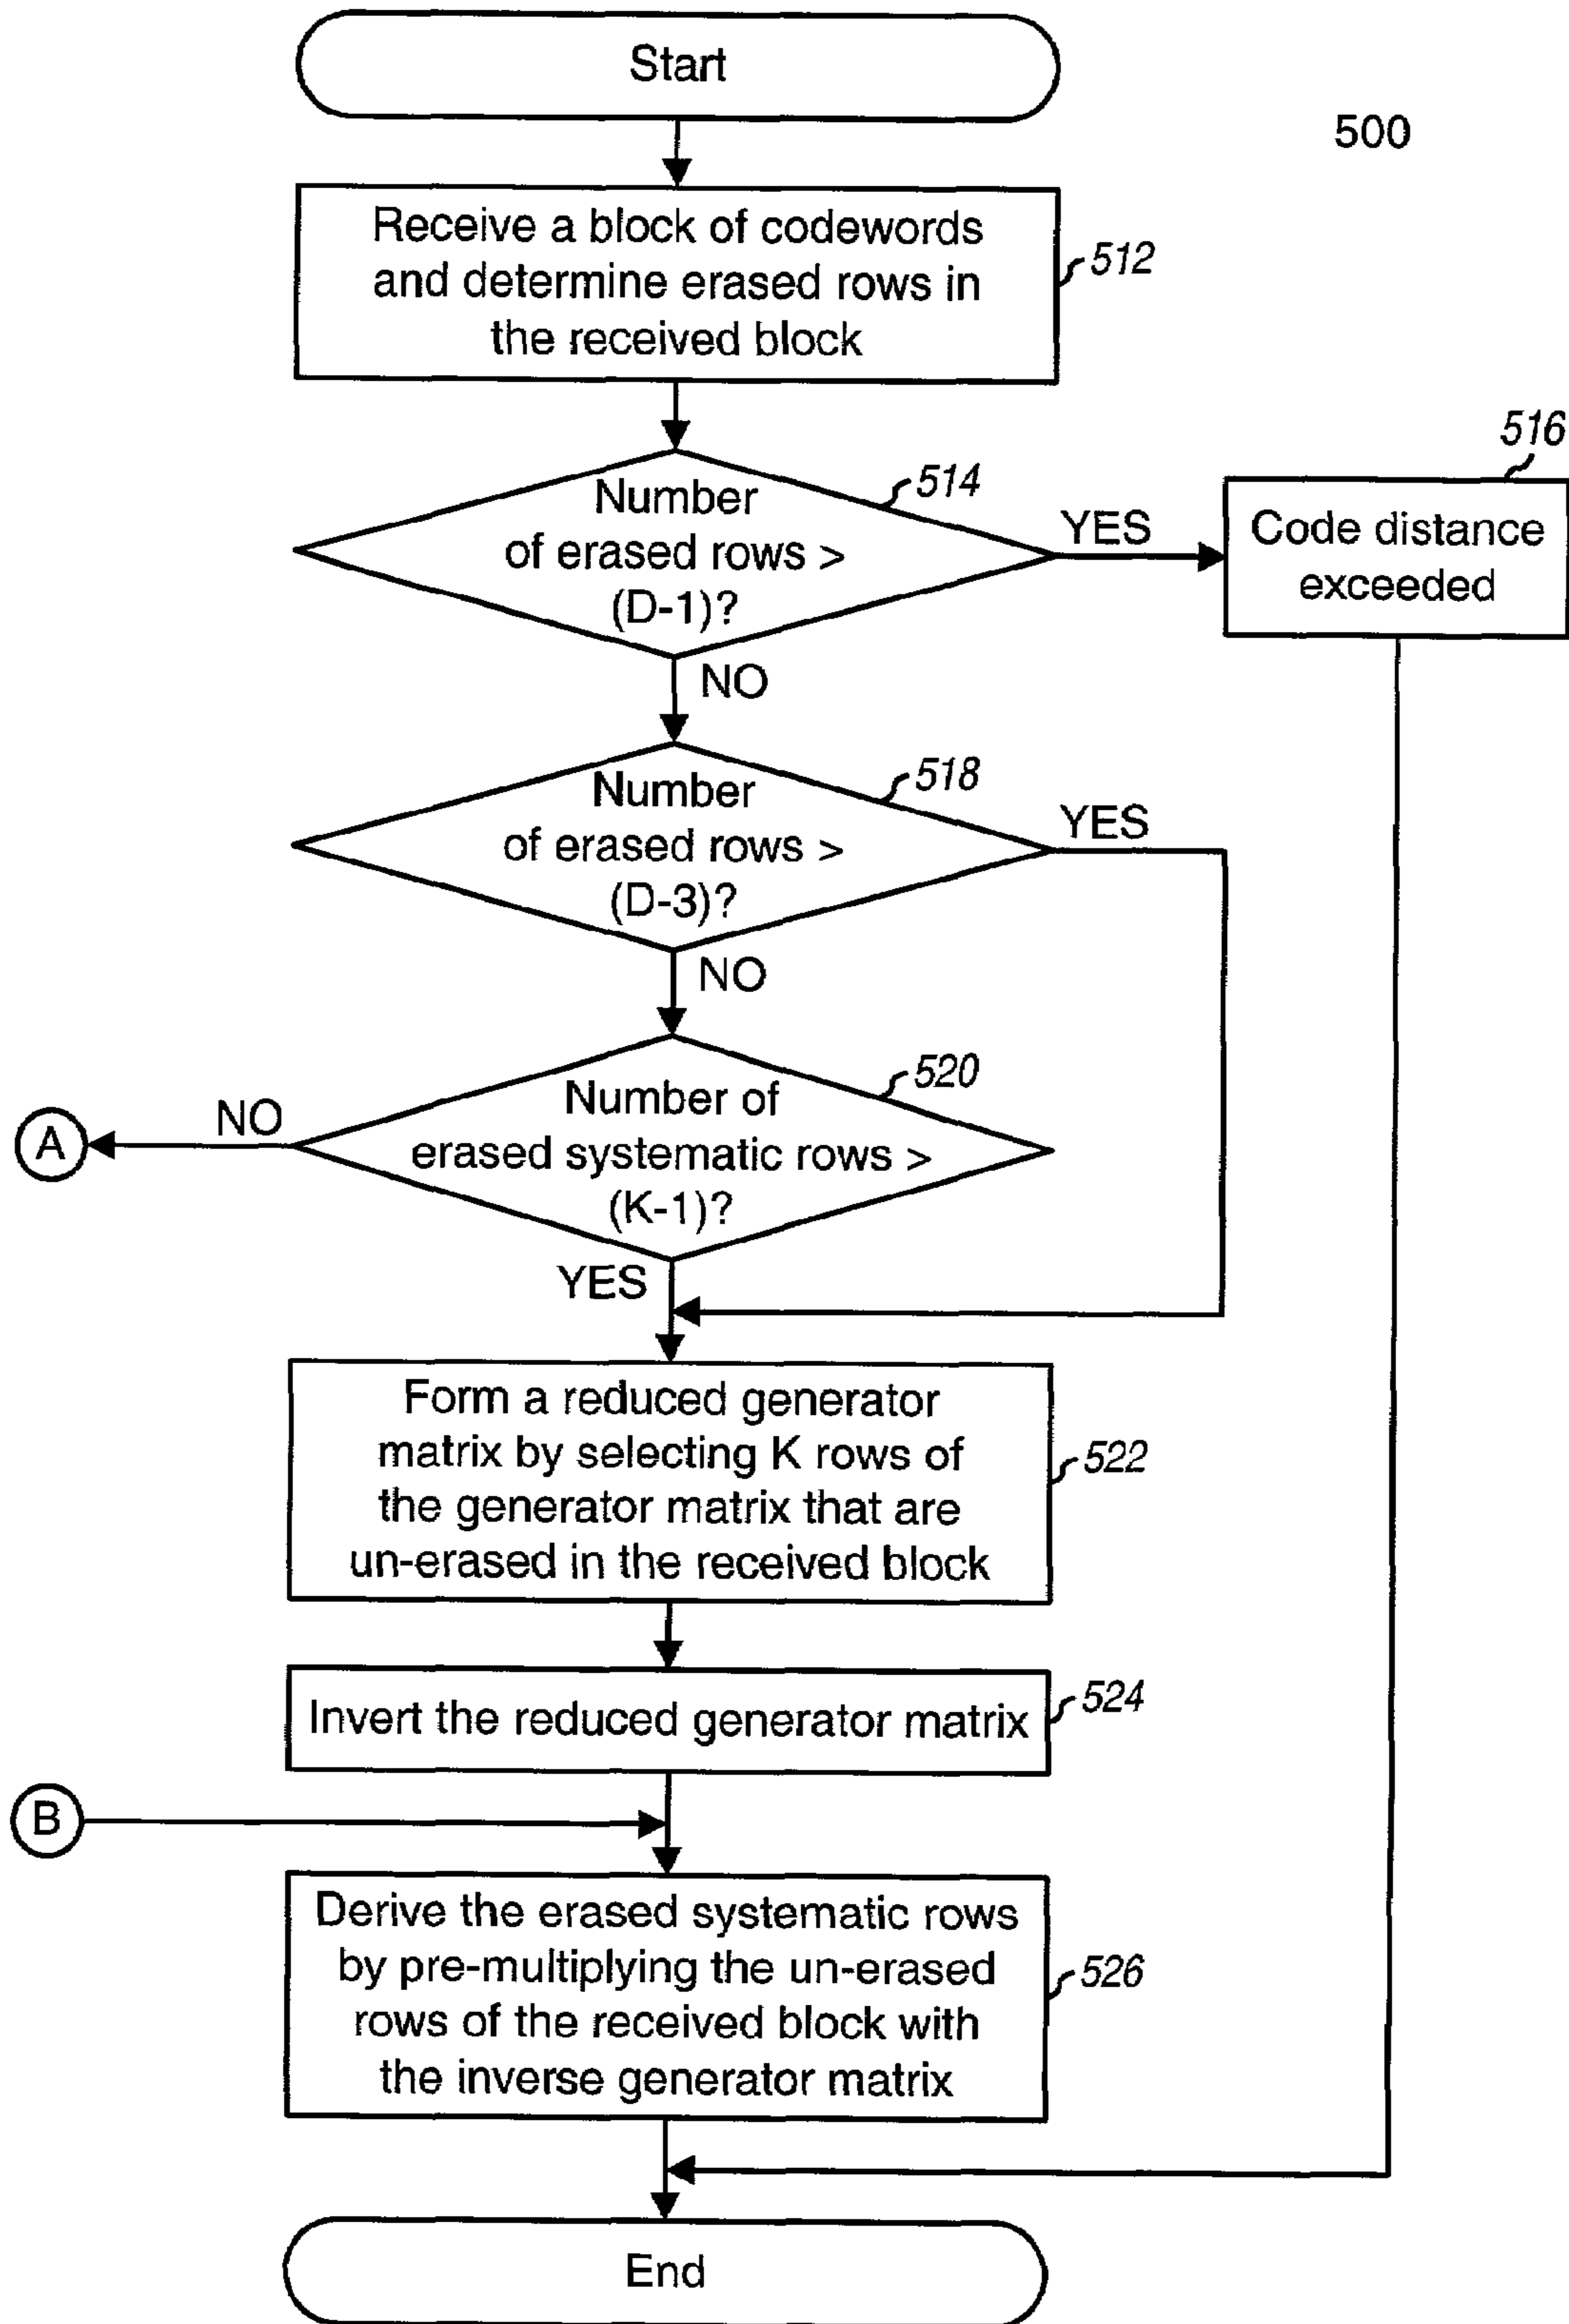 Start
500
Receive a block of codewords
and determine erased rows in
the received block
512
Number
of erased rows >
(D-1)?
514
YES
516
Code distance
exceeded
NO
Number
of erased rows >
(D-3)?
518
YES
NO
Number of
erased systematic rows >
(K-1)?
520
NO
A
YES
Form a reduced generator
matrix by selecting K rows of
the generator matrix that are
un-erased in the received block
522
Invert the reduced generator matrix
524
B
Derive the erased systematic rows
by pre-multiplying the un-erased
rows of the received block with
the inverse generator matrix
526
End